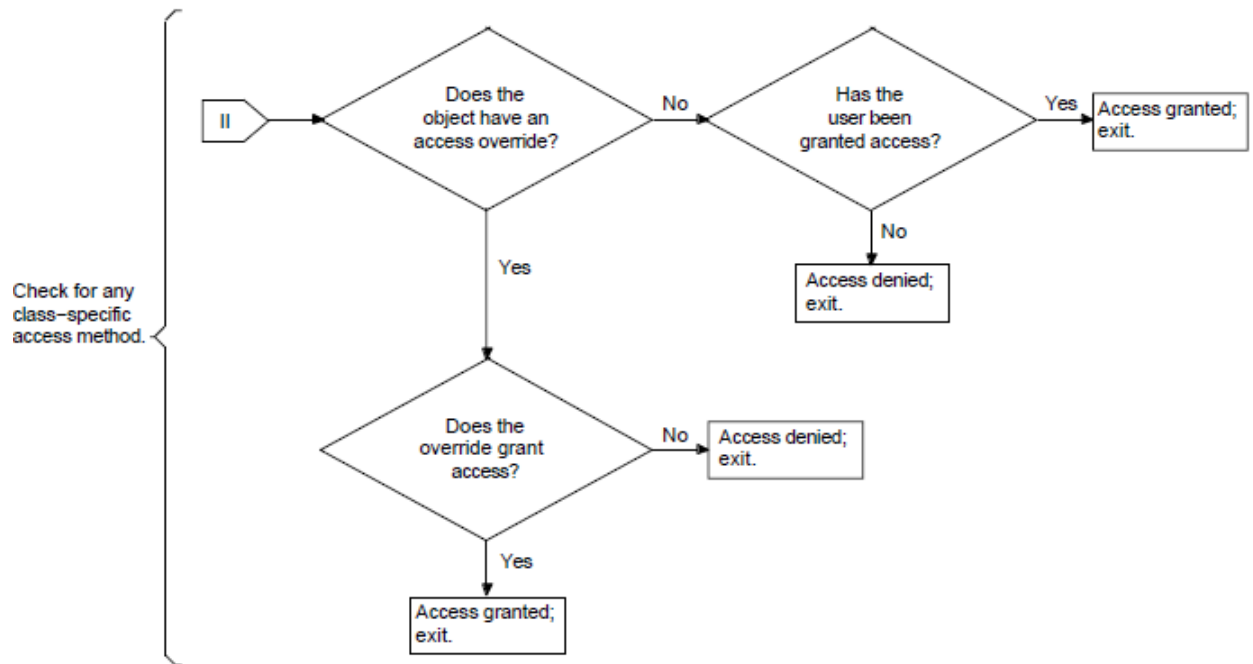 Does the
object have an
access override?
No
Has the
user been
granted access?
Yes
Access granted;
exit.
II
No
Access denied;
exit.
Yes
Check for any
class–specific
access method.
Does the
override grant
access?
No
Access denied;
exit.
Yes
Access granted;
exit.